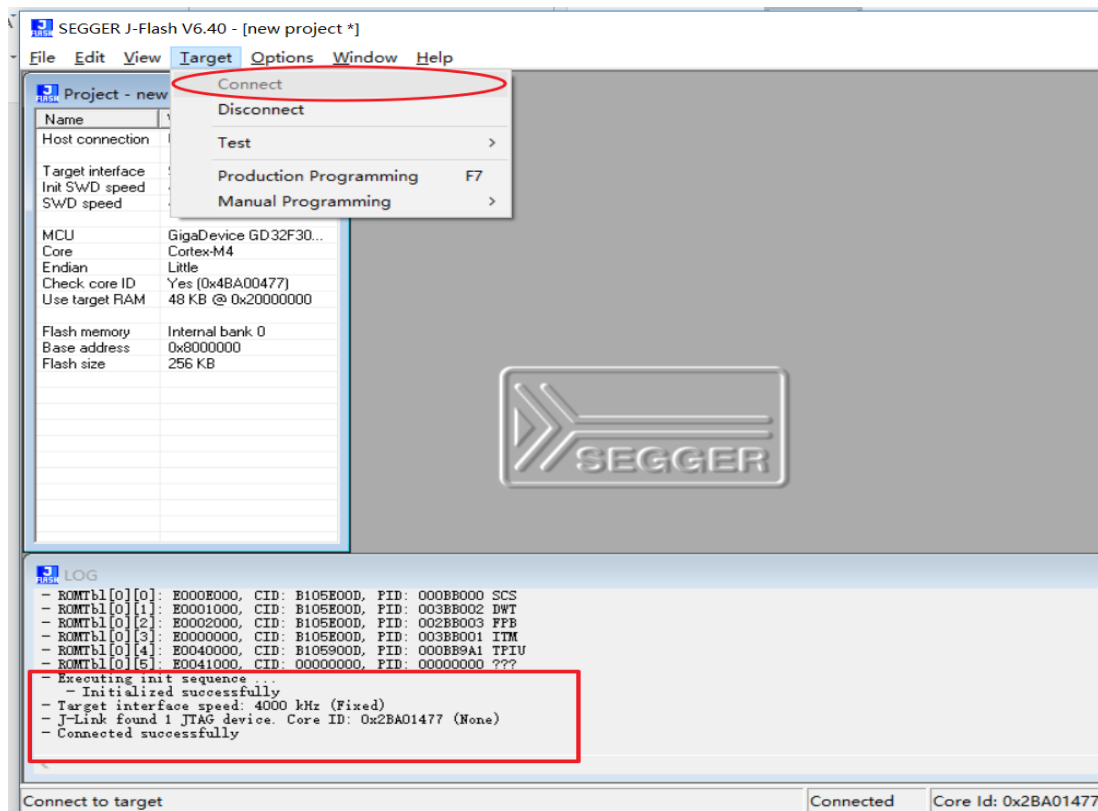 SEGGER J-Flash V6.40 - [new project *]
File Edit View Target Options Window Help
Project - new
Connect
Disconnect
Test >
Production Programming F7
Manual Programming >
Name
Host connection
Target interface
Init SWD speed
SWD speed
MCU GigaDevice GD32F30...
Core Cortex-M4
Endian Little
Check core ID Yes (0x4BA00477)
Use target RAM 48 KB @ 0x20000000
Flash memory Internal bank 0
Base address 0x8000000
Flash size 256 KB
SEGGER
LOG
- ROMTbl[0][0]: E000E000, CID: B105E00D, PID: 000BB000 SCS
- ROMTbl[0][1]: E0001000, CID: B105E00D, PID: 003BB002 DWT
- ROMTbl[0][2]: E0002000, CID: B105E00D, PID: 002BB003 FPB
- ROMTbl[0][3]: E0000000, CID: B105E00D, PID: 003BB001 ITM
- ROMTbl[0][4]: E0040000, CID: B105900D, PID: 000BB9A1 TPIU
- ROMTbl[0][5]: E0041000, CID: 00000000, PID: 00000000 ???
- Executing init sequence ...
- Initialized successfully
- Target interface speed: 4000 kHz (Fixed)
- J-Link found 1 JTAG device. Core ID: 0x2BA01477 (None)
- Connected successfully
Connect to target
Connected
Core Id: 0x2BA01477